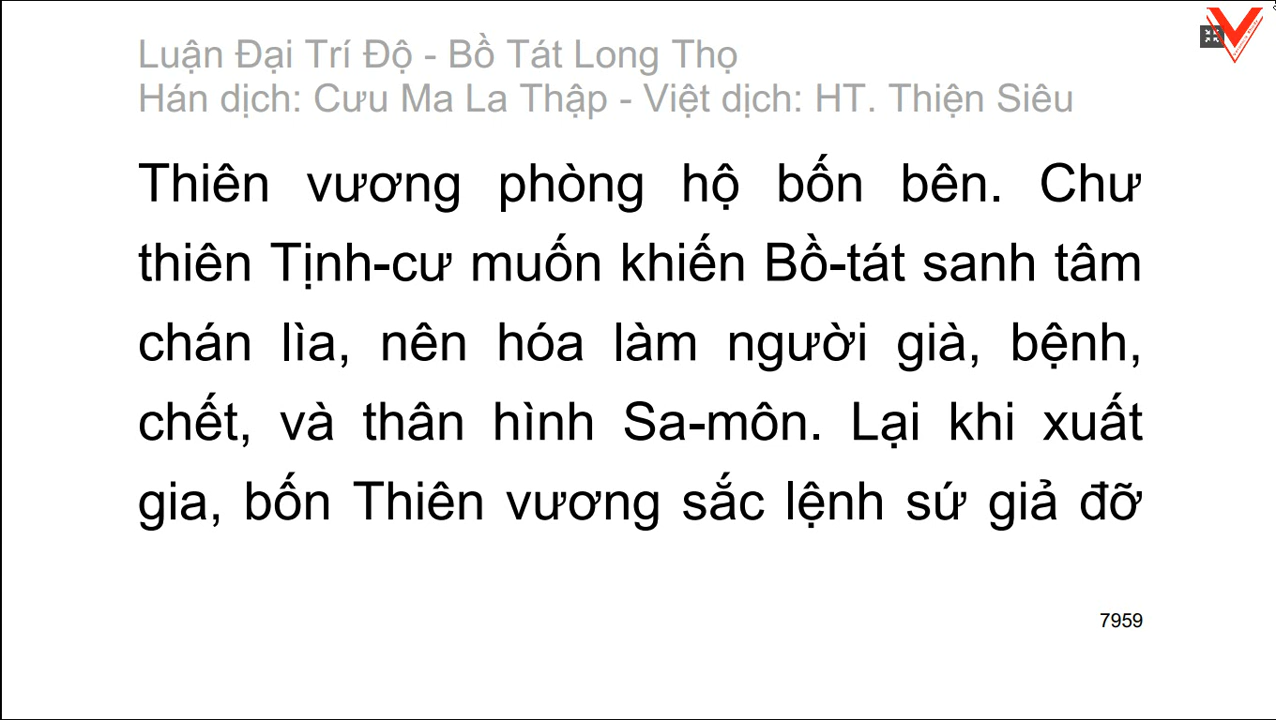 Luận Đại Trí Độ - Bồ Tát Long Thọ
Hán dịch: Cưu Ma La Thập - Việt dịch: HT. Thiện Siêu
Thiên vương phòng hộ bốn bên. Chư
thiên Tịnh-cư muốn khiến Bồ-tát sanh tâm
chán lìa, nên hóa làm người già, bệnh,
chết, và thân hình Sa-môn. Lại khi xuất
gia, bốn Thiên vương sắc lệnh sứ giả đỡ
7959